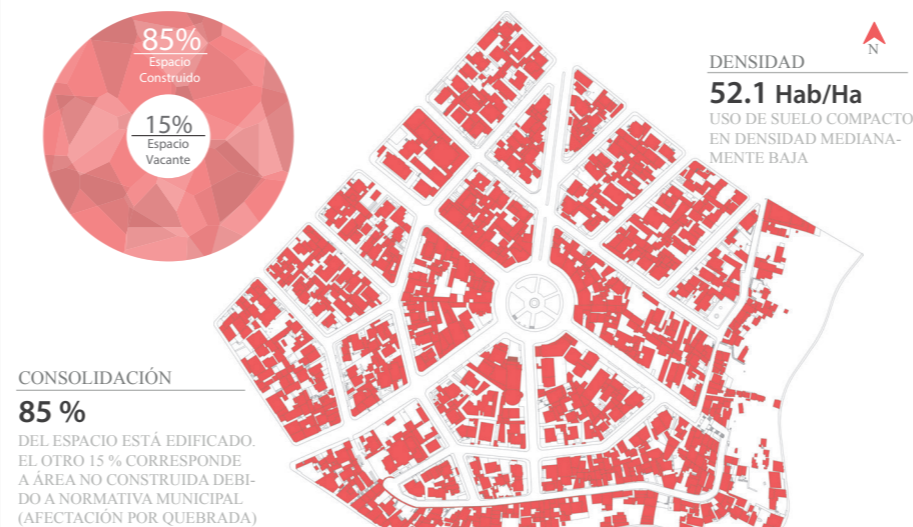 85%
Espacio
Construido
15%
Espacio
Vacante
N
DENSIDAD
52.1 Hab/Ha
USO DE SUELO COMPACTO
EN DENSIDAD MEDIANA-
MENTE BAJA
CONSOLIDACIÓN
85 %
DEL ESPACIO ESTÁ EDIFICADO.
EL OTRO 15 % CORRESPONDE
A ÁREA NO CONSTRUIDA DEBI-
DO A NORMATIVA MUNICIPAL
(AFECTACIÓN POR QUEBRADA)